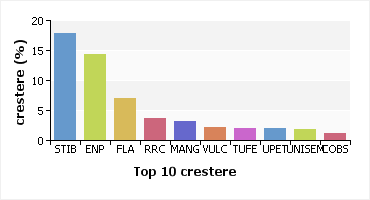 crestere (%)
20
15
10
5
0
STIB ENP FLA RRC MANG VULC TUFE UPET UNISEM COBS
Top 10 crestere